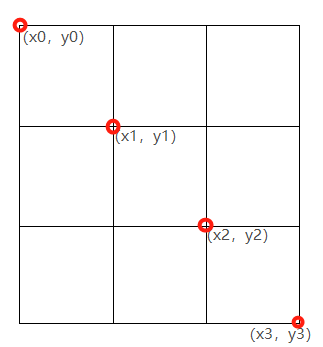 (x0, y0)
(x1, y1)
(x2, y2)
(x3, y3)